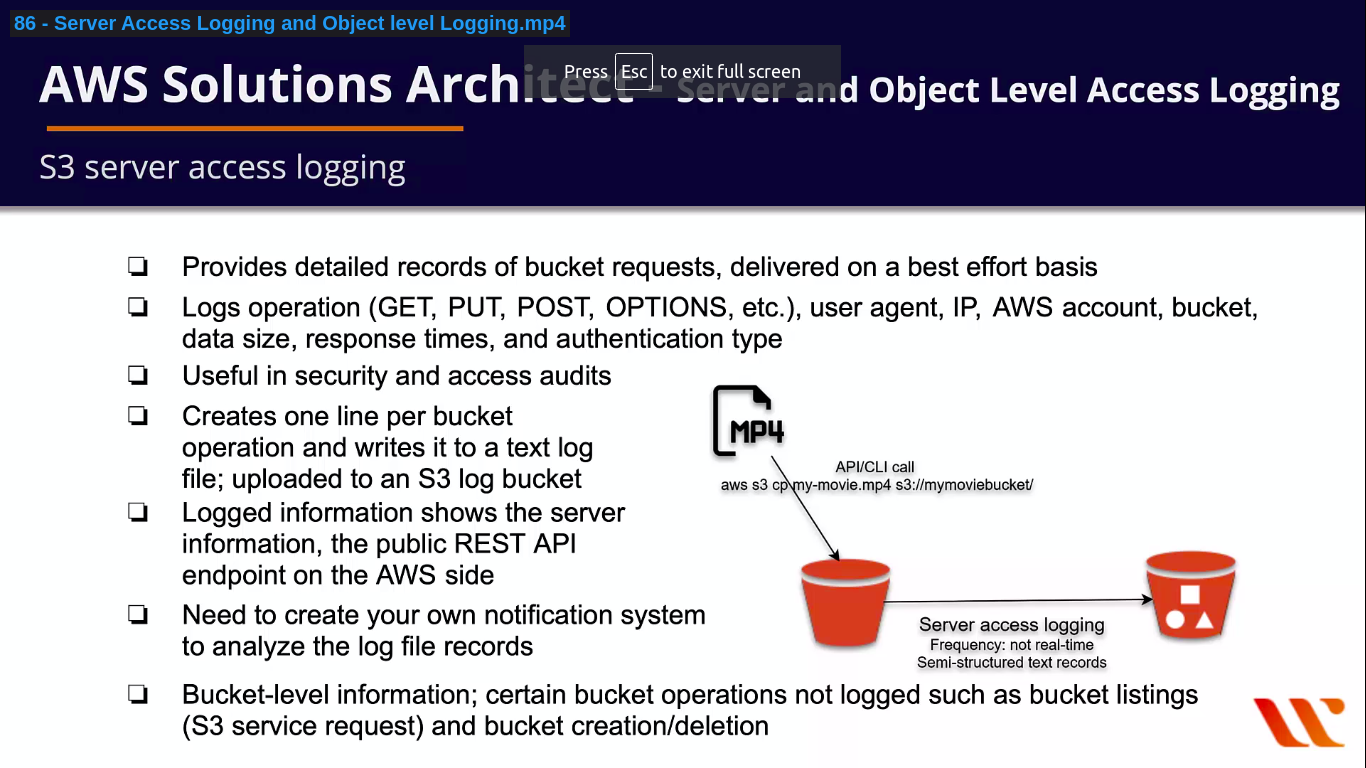 86 - Server Access Logging and Object level Logging.mp4
Press Esc to exit full screen
AWS Solutions Architect - Server and Object Level Access Logging
S3 server access logging
❏ Provides detailed records of bucket requests, delivered on a best effort basis
❏ Logs operation (GET, PUT, POST, OPTIONS, etc.), user agent, IP, AWS account, bucket,
data size, response times, and authentication type
❏ Useful in security and access audits
❏ Creates one line per bucket
operation and writes it to a text log
file; uploaded to an S3 log bucket
❏ Logged information shows the server
information, the public REST API
endpoint on the AWS side
❏ Need to create your own notification system
to analyze the log file records
❏ Bucket-level information; certain bucket operations not logged such as bucket listings
(S3 service request) and bucket creation/deletion
MP4
API/CLI call
aws s3 cp my-movie.mp4 s3://mymoviebucket/
Server access logging
Frequency: not real-time
Semi-structured text records